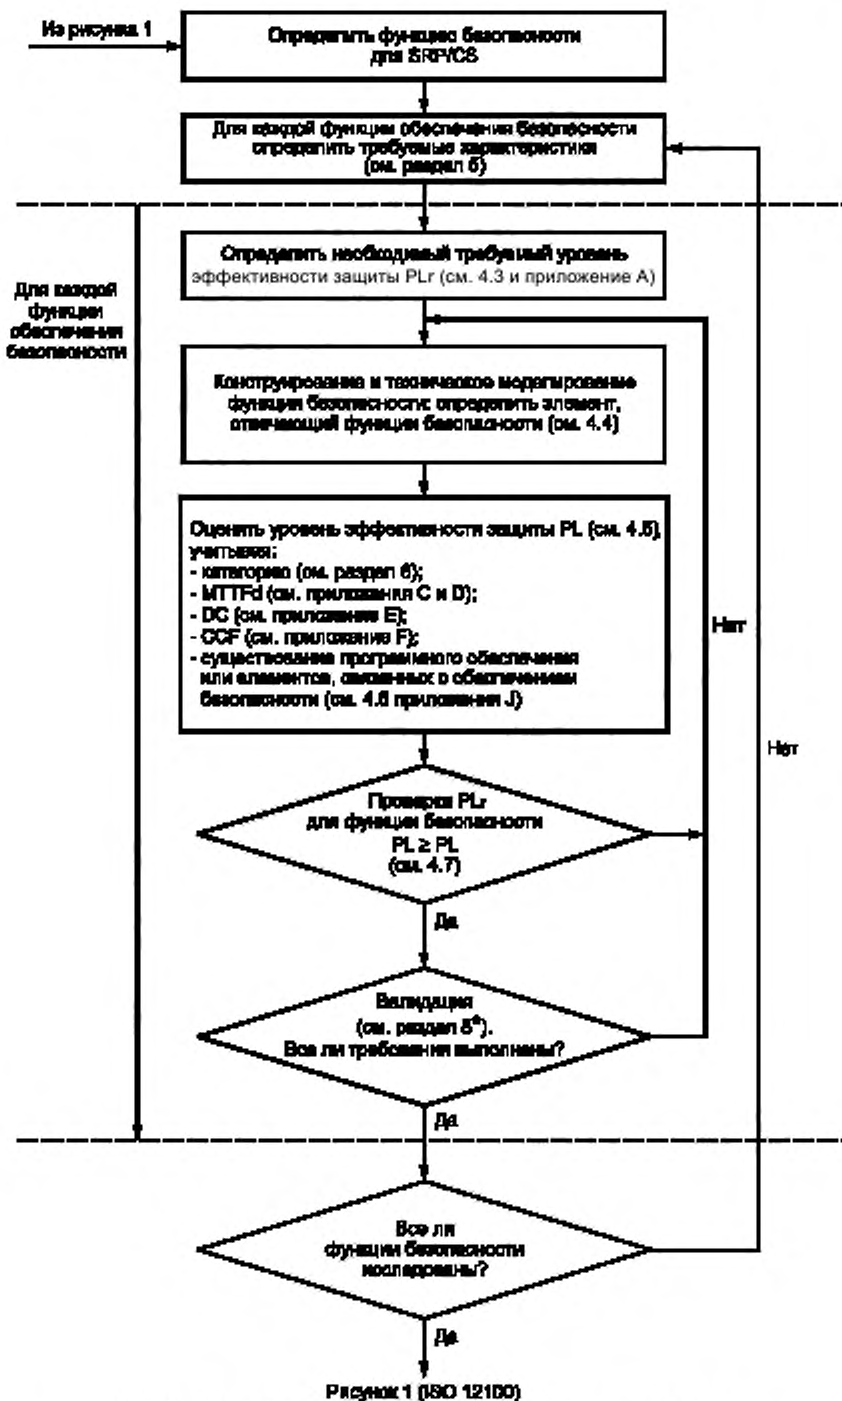 Из рисунка 1
Определить функцию безопасности
для SRP/CS
Для каждой функции обеспечения безопасности
определить требуемые характеристики
(см. раздел 5)
Определить необходимый требуемый уровень
эффективности защиты PLr (см. 4.3 и приложение А)
Для каждой
функции
обеспечения
безопасности
Конструирование и техническое моделирование
функции безопасности: определить элемент,
отвечающий функции безопасности (см. 4.4)
Оценить уровень эффективности защиты PL (см. 4.5),
учитывая:
- категорию (см. раздел 6);
- MTTFd (см. приложения C и D);
- DC (см. приложение E);
- CCF (см. приложение F);
- существование программного обеспечения
или элементов, связанных с обеспечением
безопасности (см. 4.6 приложения J)
Нет
Нет
Проверка PLr
для функции безопасности
PL ≥ PL
(см. 4.7)
Да
Валидация
(см. раздел 8*).
Все ли требования выполнены?
Да
Все ли
функции безопасности
исследованы?
Да
Рисунок 1 (ISO 12100)